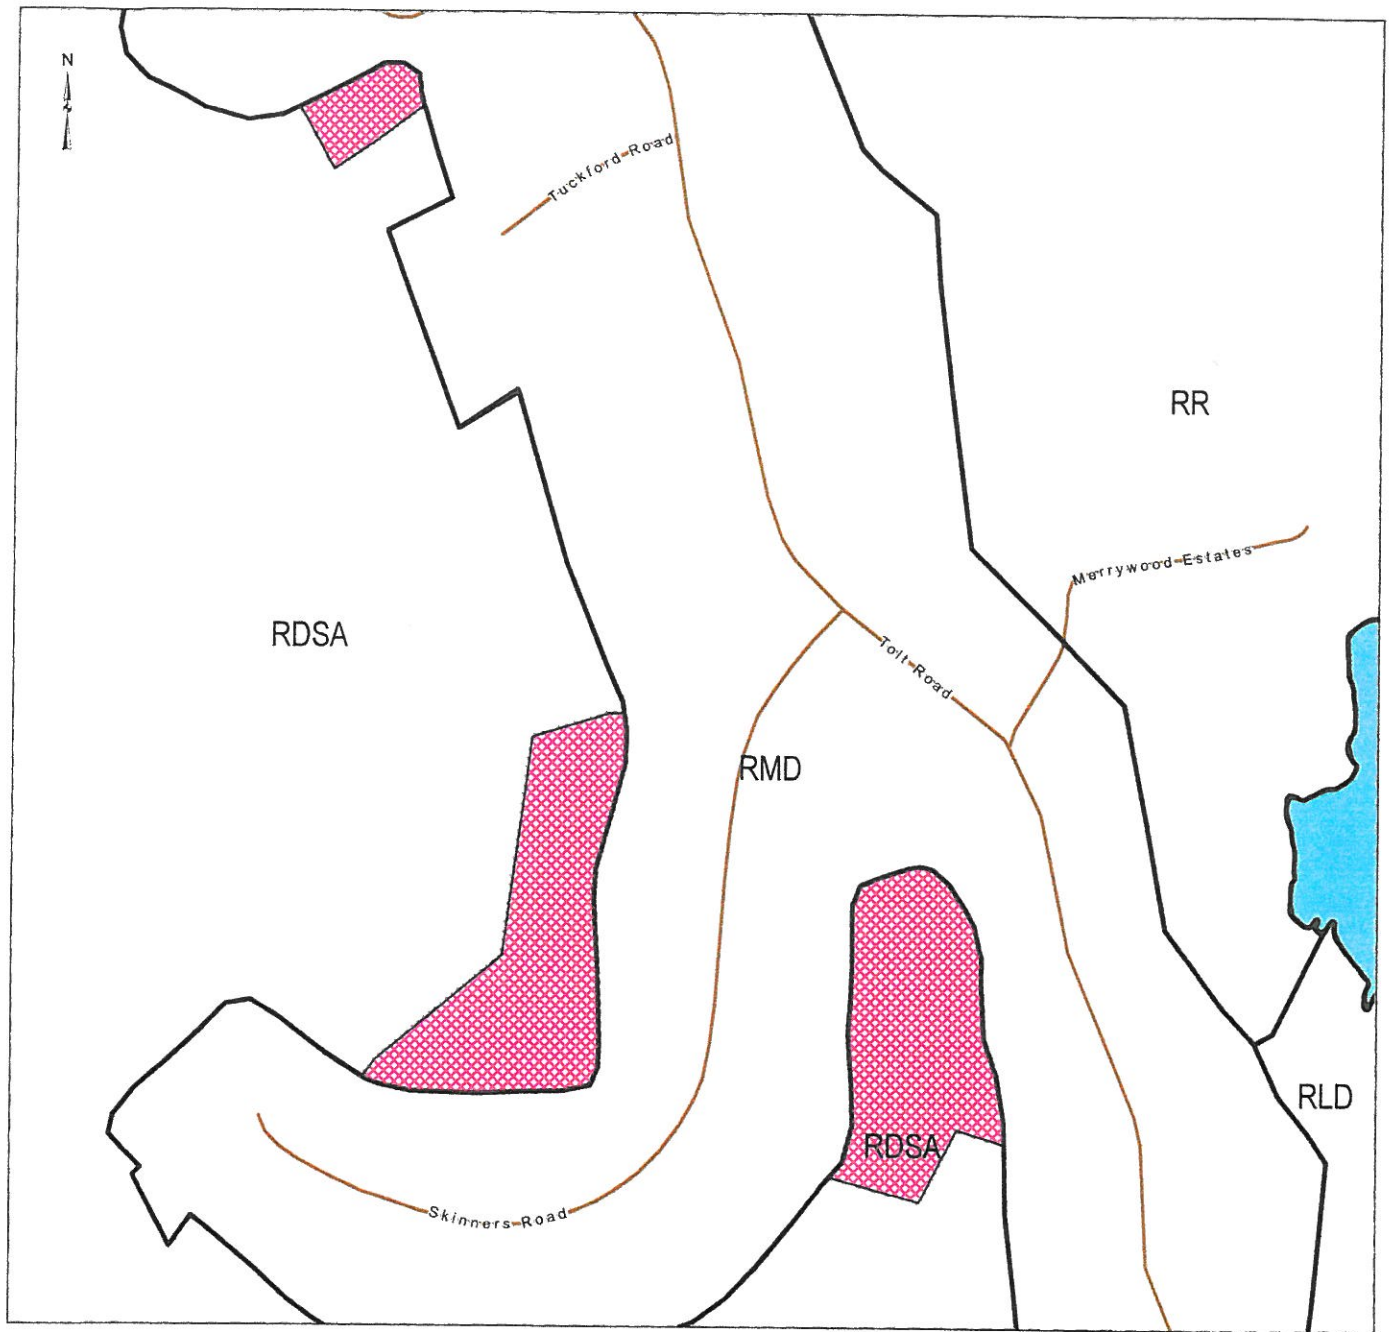 N
Tuckford Road
RR
Merrywood Estates
RDSA
Tolt Road
RMD
RLD
RDSA
Skinners Road